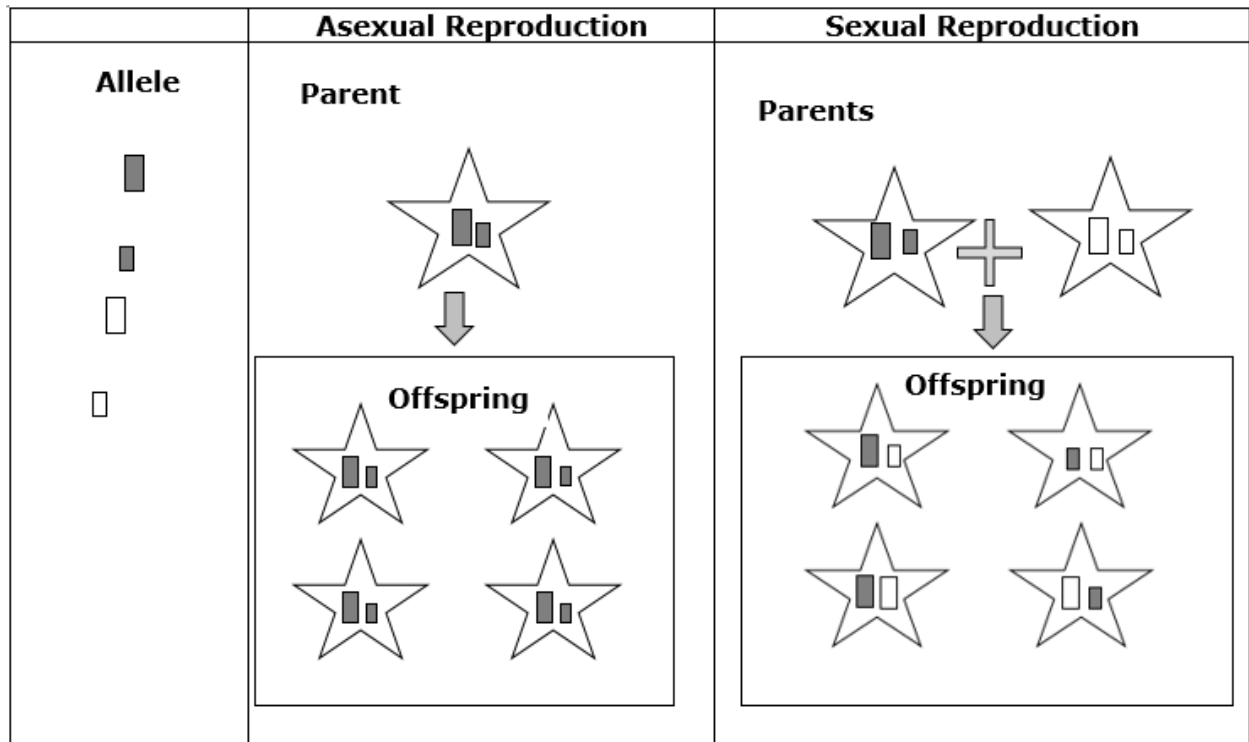 Asexual Reproduction
Sexual Reproduction
Allele
Parent
Parents
Offspring
Offspring